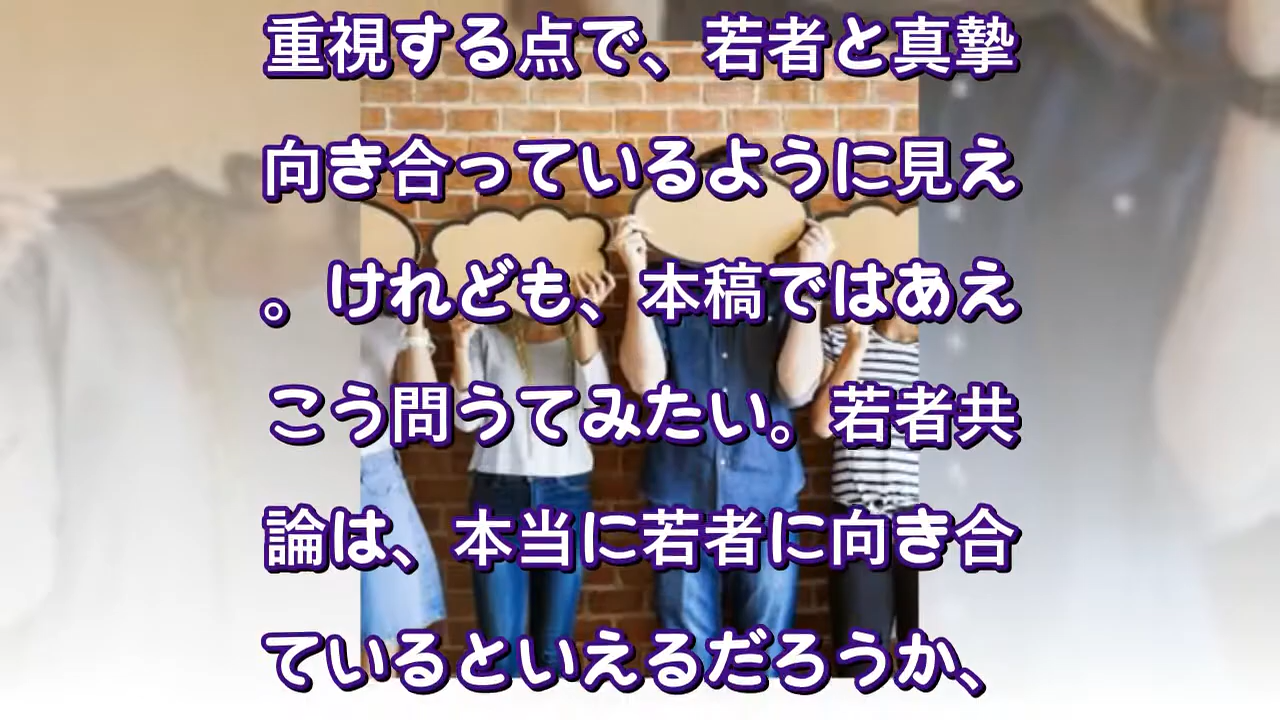 重視する点で、若者と真摯
向き合っているように見え
。けれども、本稿ではあえ
こう問うてみたい。若者共
論は、本当に若者に向き合
ているといえるだろうか、